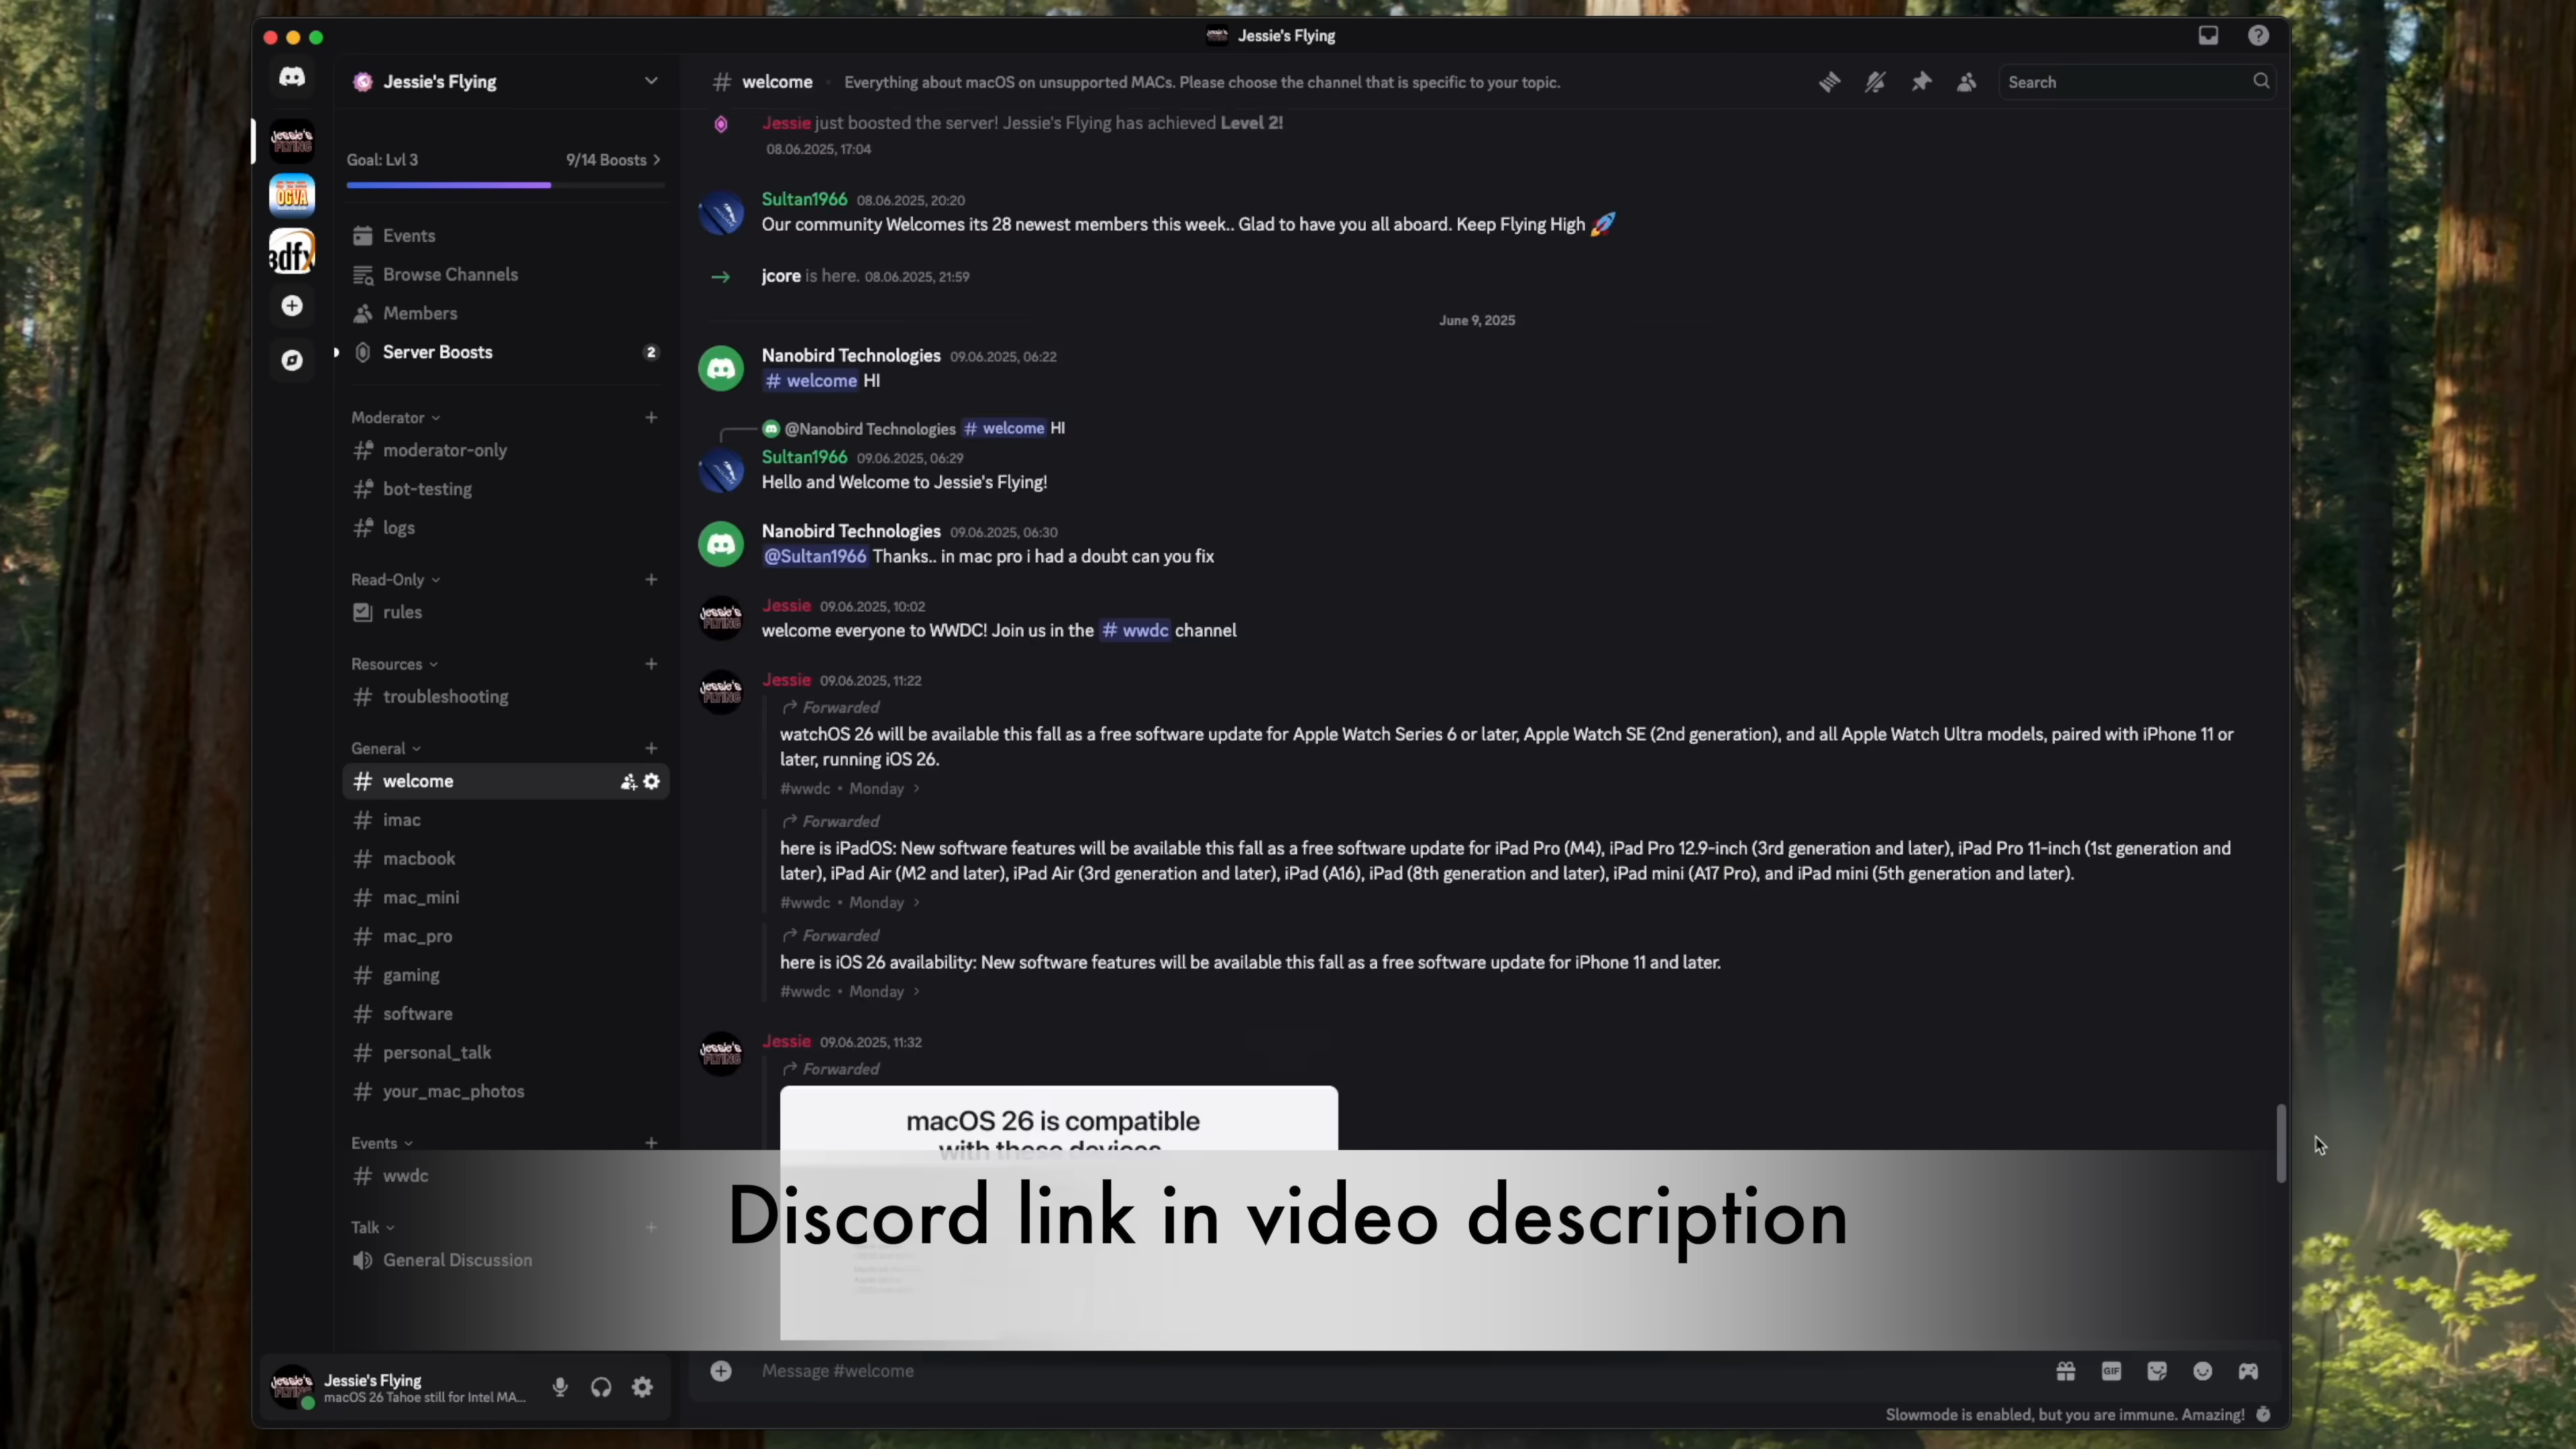 Jessie's Flying
Jessie's Flying
# welcome
Everything about macOS on unsupported MACs. Please choose the channel that is specific to your topic.
Search
Jessie's FLYING
OGVA
3dfx
Goal: Lvl 3
9/14 Boosts
Events
Browse Channels
Members
Server Boosts
2
Moderator
moderator-only
bot-testing
logs
Read-Only
rules
Resources
troubleshooting
General
welcome
imac
macbook
mac_mini
mac_pro
gaming
software
personal_talk
your_mac_photos
Events
wwdc
Talk
General Discussion
Jessie's Flying
macOS 26 Tahoe still for Intel MA...
Jessie just boosted the server! Jessie's Flying has achieved Level 2!
08.06.2025, 17:04
Sultan1966 08.06.2025, 20:20
Our community Welcomes its 28 newest members this week.. Glad to have you all aboard. Keep Flying High 🚀
jcore is here. 08.06.2025, 21:59
June 9, 2025
Nanobird Technologies 09.06.2025, 06:22
# welcome HI
@Nanobird Technologies # welcome HI
Sultan1966 09.06.2025, 06:29
Hello and Welcome to Jessie's Flying!
Nanobird Technologies 09.06.2025, 06:30
@Sultan1966 Thanks.. in mac pro i had a doubt can you fix
Jessie 09.06.2025, 10:02
welcome everyone to WWDC! Join us in the # wwdc channel
Jessie 09.06.2025, 11:22
Forwarded
watchOS 26 will be available this fall as a free software update for Apple Watch Series 6 or later, Apple Watch SE (2nd generation), and all Apple Watch Ultra models, paired with iPhone 11 or
later, running iOS 26.
#wwdc • Monday
Forwarded
here is iPadOS: New software features will be available this fall as a free software update for iPad Pro (M4), iPad Pro 12.9-inch (3rd generation and later), iPad Pro 11-inch (1st generation and
later), iPad Air (M2 and later), iPad Air (3rd generation and later), iPad (A16), iPad (8th generation and later), iPad mini (A17 Pro), and iPad mini (5th generation and later).
#wwdc • Monday
Forwarded
here is iOS 26 availability: New software features will be available this fall as a free software update for iPhone 11 and later.
#wwdc • Monday
Jessie 09.06.2025, 11:32
Forwarded
macOS 26 is compatible
with these devices
Discord link in video description
Message #welcome
GIF
Slowmode is enabled, but you are immune. Amazing!